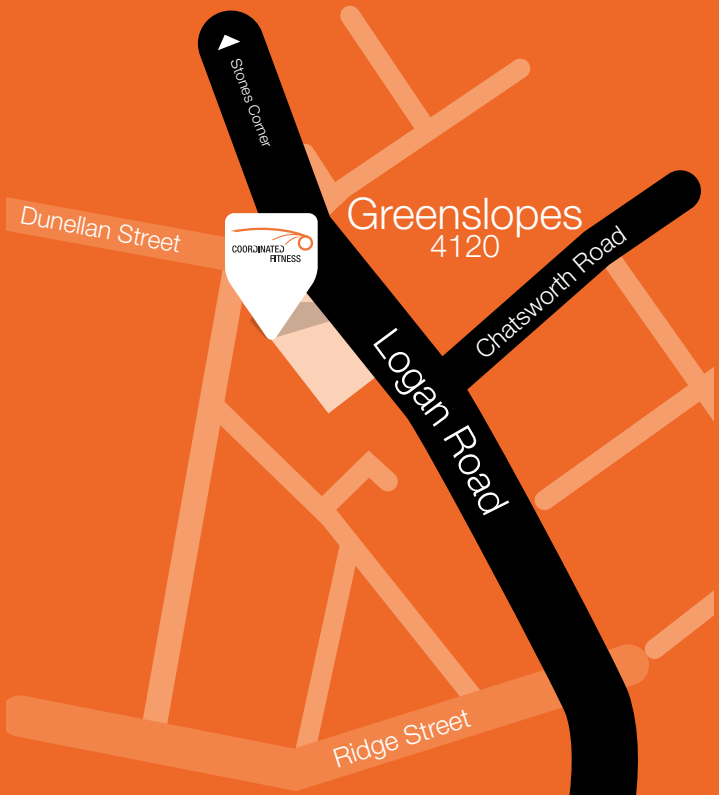 Stones Corner
Greenslopes
4120
Dunellan Street
COORDINATED
FITNESS
Chatsworth Road
Logan Road
Ridge Street